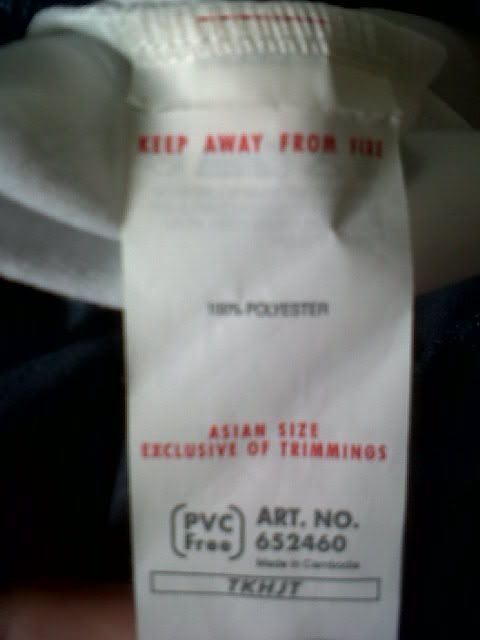 KEEP AWAY FROM FIRE
100% POLYESTER
ASIAN SIZE
EXCLUSIVE OF TRIMMINGS
PVC Free
ART. NO.
652460
Made in Cambodia
TKHJT